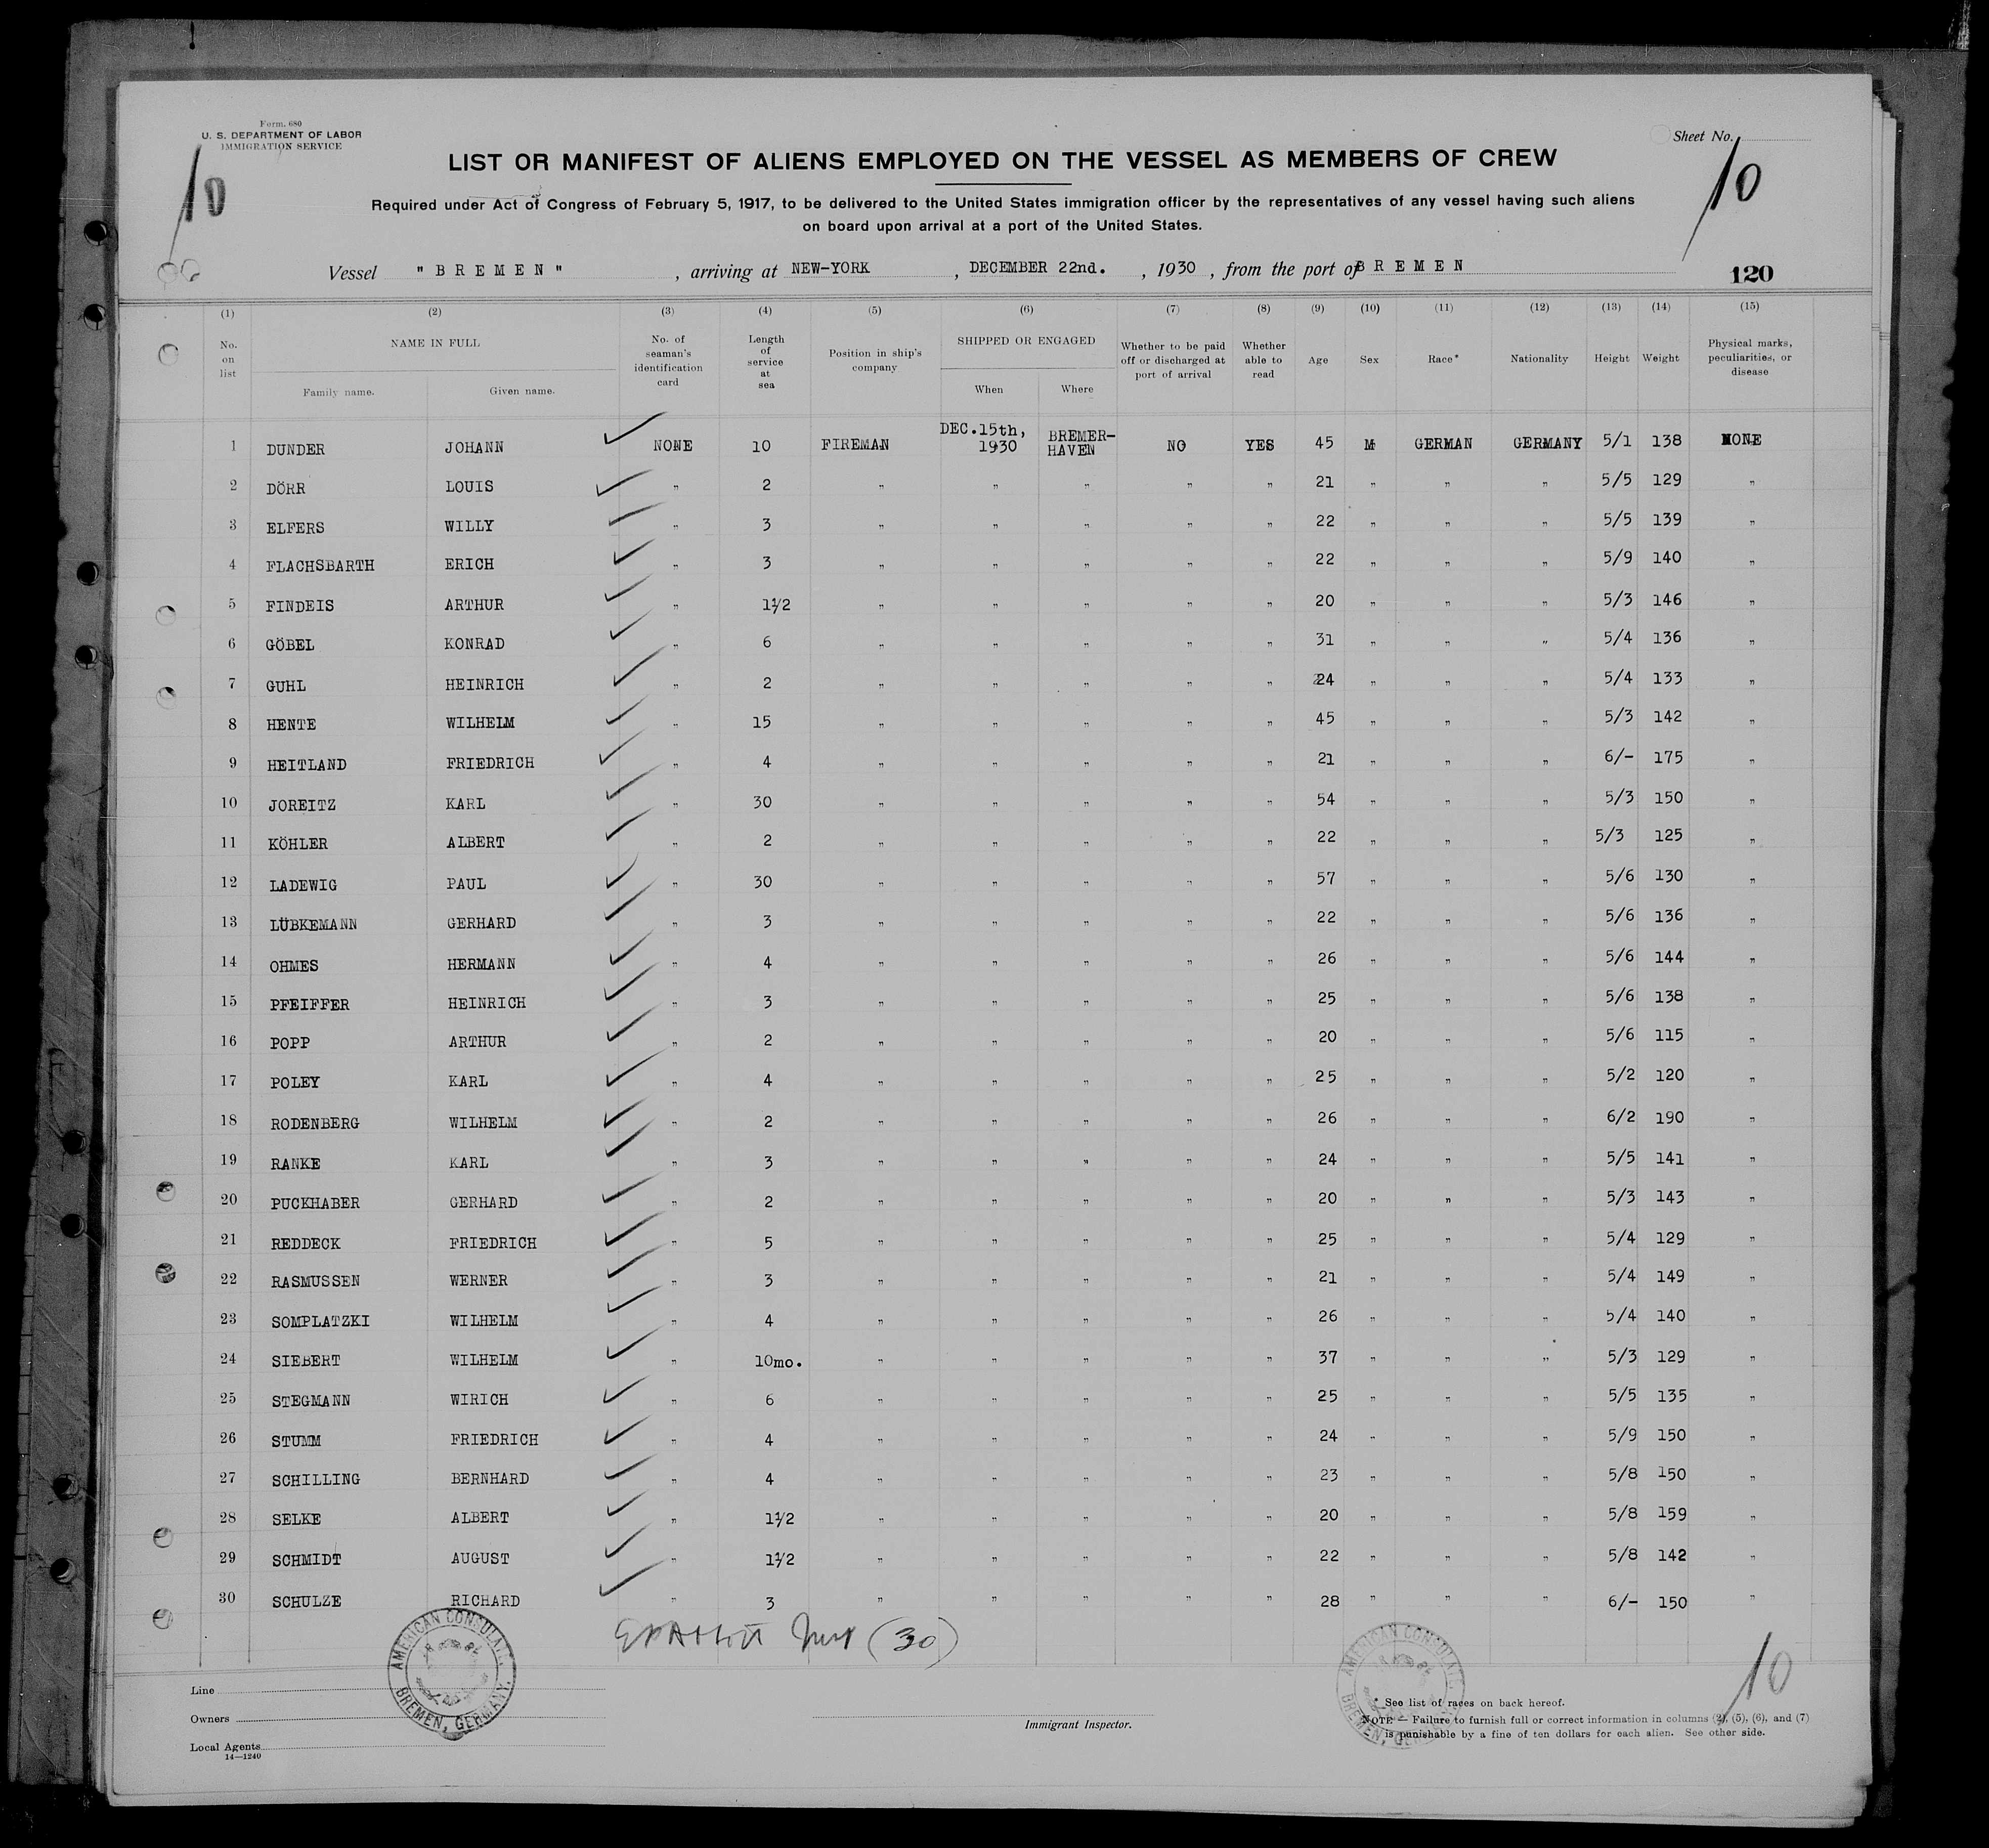 Form. 680
U. S. DEPARTMENT OF LABOR
IMMIGRATION SERVICE
Sheet No.
10
10
LIST OR MANIFEST OF ALIENS EMPLOYED ON THE VESSEL AS MEMBERS OF CREW
Required under Act of Congress of February 5, 1917, to be delivered to the United States immigration officer by the representatives of any vessel having such aliens
on board upon arrival at a port of the United States.
Vessel " B R E M E N " , arriving at NEW-YORK , DECEMBER 22nd. , 1930 , from the port of B R E M E N
120
(1) (2) (3) (4) (5) (6) (7) (8) (9) (10) (11) (12) (13) (14) (15)
No. on list NAME IN FULL Family name. Given name. No. of seaman's identification card Length of service at sea Position in ship's company SHIPPED OR ENGAGED When Where Whether to be paid off or discharged at port of arrival Whether able to read Age Sex Race* Nationality Height Weight Physical marks, peculiarities, or disease
1 DUNDER JOHANN NONE 10 FIREMAN DEC.15th, 1930 BREMER-HAVEN NO YES 45 M GERMAN GERMANY 5/1 138 NONE
2 DÖRR LOUIS " 2 " " " " " 21 " " " 5/5 129 "
3 ELFERS WILLY " 3 " " " " " 22 " " " 5/5 139 "
4 FLACHSBARTH ERICH " 3 " " " " " 22 " " " 5/9 140 "
5 FINDEIS ARTHUR " 1½ " " " " " 20 " " " 5/3 146 "
6 GÖBEL KONRAD " 6 " " " " " 31 " " " 5/4 136 "
7 GUHL HEINRICH " 2 " " " " " 24 " " " 5/4 133 "
8 HENTE WILHELM " 15 " " " " " 45 " " " 5/3 142 "
9 HEITLAND FRIEDRICH " 4 " " " " " 21 " " " 6/- 175 "
10 JOREITZ KARL " 30 " " " " " 54 " " " 5/3 150 "
11 KÖHLER ALBERT " 2 " " " " " 22 " " " 5/3 125 "
12 LADEWIG PAUL " 30 " " " " " 57 " " " 5/6 130 "
13 LÜBKEMANN GERHARD " 3 " " " " " 22 " " " 5/6 136 "
14 OHMES HERMANN " 4 " " " " " 26 " " " 5/6 144 "
15 PFEIFFER HEINRICH " 3 " " " " " 25 " " " 5/6 138 "
16 POPP ARTHUR " 2 " " " " " 20 " " " 5/6 115 "
17 POLEY KARL " 4 " " " " " 25 " " " 5/2 120 "
18 RODENBERG WILHELM " 2 " " " " " 26 " " " 6/2 190 "
19 RANKE KARL " 3 " " " " " 24 " " " 5/5 141 "
20 PUCKHABER GERHARD " 2 " " " " " 20 " " " 5/3 143 "
21 REDDECK FRIEDRICH " 5 " " " " " 25 " " " 5/4 129 "
22 RASMUSSEN WERNER " 3 " " " " " 21 " " " 5/4 149 "
23 SOMPLATZKI WILHELM " 4 " " " " " 26 " " " 5/4 140 "
24 SIEBERT WILHELM " 10mo. " " " " " 37 " " " 5/3 129 "
25 STEGMANN WIRICH " 6 " " " " " 25 " " " 5/5 135 "
26 STUMM FRIEDRICH " 4 " " " " " 24 " " " 5/9 150 "
27 SCHILLING BERNHARD " 4 " " " " " 23 " " " 5/8 150 "
28 SELKE ALBERT " 1½ " " " " " 20 " " " 5/8 159 "
29 SCHMIDT AUGUST " 1½ " " " " " 22 " " " 5/8 142 "
30 SCHULZE RICHARD " 3 " " " " " 28 " " " 6/- 150 "
(30)
AMERICAN CONSULATE
BREMEN, GERMANY.
AMERICAN CONSULATE
BREMEN, GERMANY.
10
Line
Owners
Local Agents
14—1240
Immigrant Inspector.
* See list of races on back hereof.
NOTE — Failure to furnish full or correct information in columns (2), (5), (6), and (7)
is punishable by a fine of ten dollars for each alien. See other side.